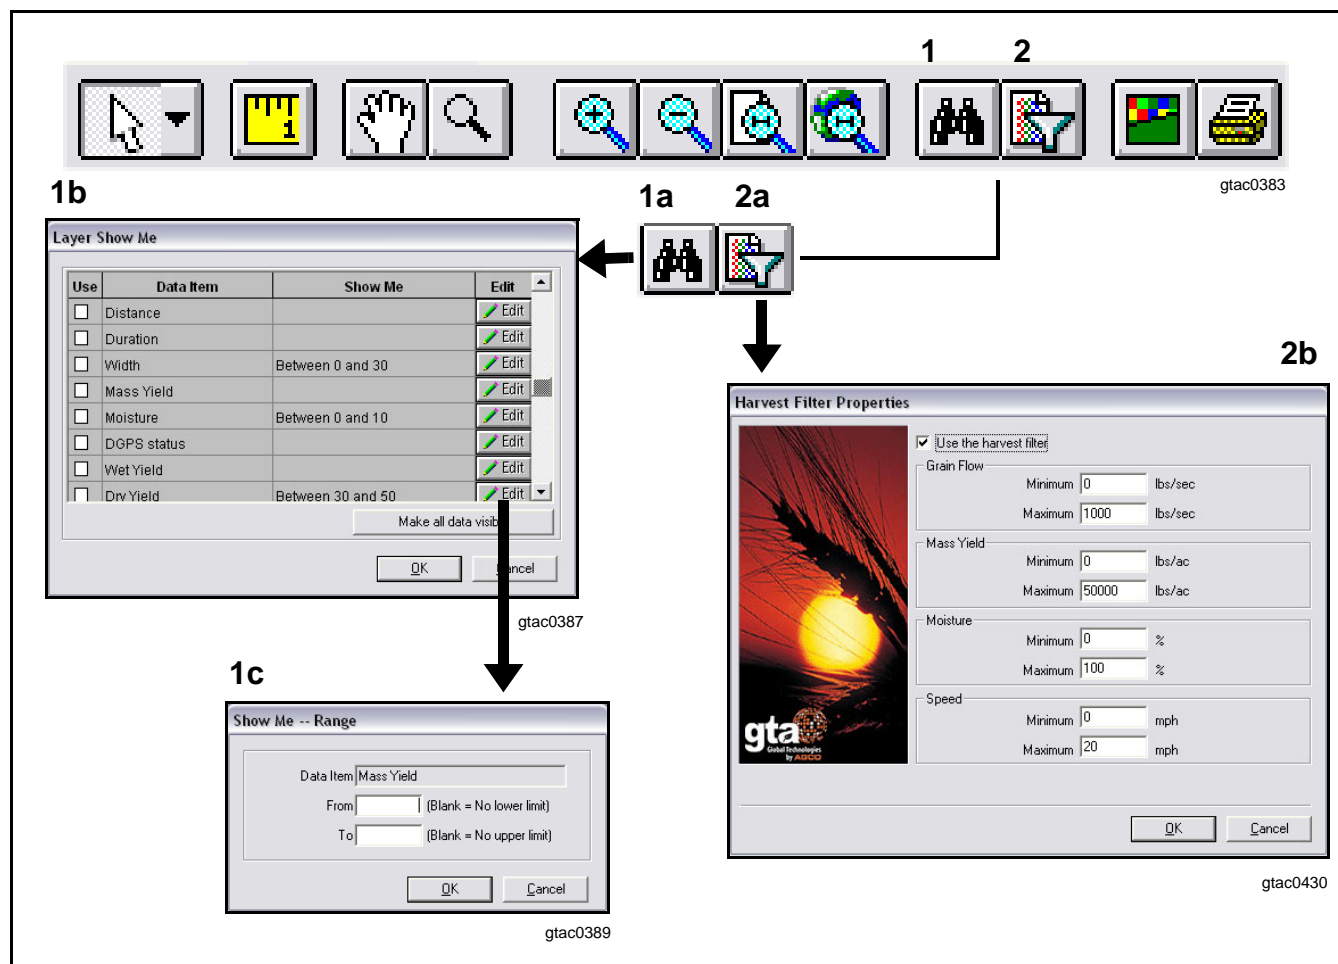 1 2
1
gtac0383
1b
1a 2a
Layer Show Me
Use Data Item Show Me Edit
Distance Edit
Duration Edit
Width Between 0 and 30 Edit
Mass Yield Edit
Moisture Between 0 and 10 Edit
DGPS status Edit
Wet Yield Edit
Dry Yield Between 30 and 50 Edit
Make all data
OK
gtac0387
2b
Harvest Filter Properties
Use the harvest filter
Grain Flow
Minimum 0 lbs/sec
Maximum 1000 lbs/sec
Mass Yield
Minimum 0 lbs/ac
Maximum 50000 lbs/ac
Moisture
Minimum 0 %
Maximum 100 %
Speed
Minimum 0 mph
Maximum 20 mph
gta
Global Technologies
by AGCO
OK Cancel
gtac0430
1c
Show Me -- Range
Data Item Mass Yield
From (Blank = No lower limit)
To (Blank = No upper limit)
OK Cancel
gtac0389